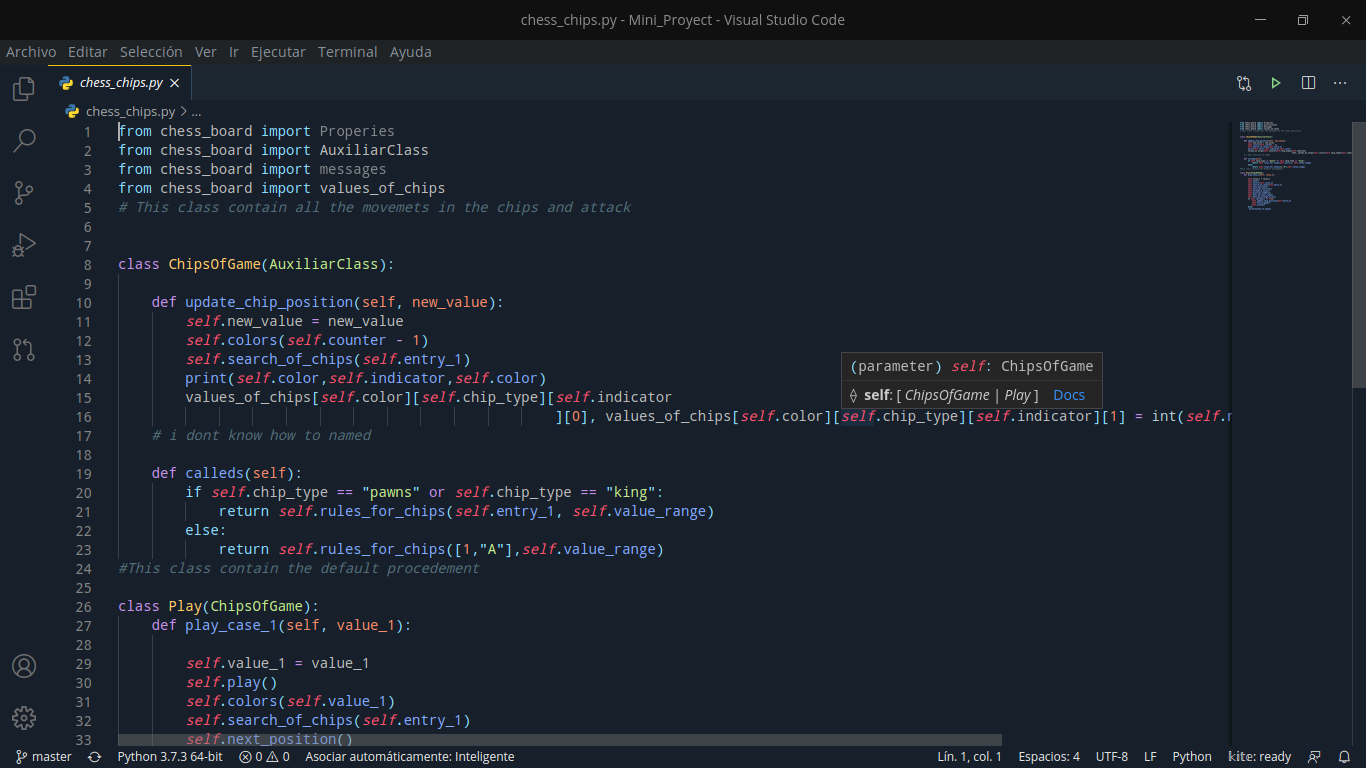 chess_chips.py - Mini_Proyect - Visual Studio Code
Archivo Editar Selección Ver Ir Ejecutar Terminal Ayuda
chess_chips.py
chess_chips.py > ...
1 from chess_board import Properies
2 from chess_board import AuxiliarClass
3 from chess_board import messages
4 from chess_board import values_of_chips
5 # This class contain all the movemets in the chips and attack
6
7
8 class ChipsOfGame(AuxiliarClass):
9
10 def update_chip_position(self, new_value):
11 self.new_value = new_value
12 self.colors(self.counter - 1)
13 self.search_of_chips(self.entry_1)
(parameter) self: ChipsOfGame
14 print(self.color,self.indicator,self.color)
self: [ ChipsOfGame | Play ] Docs
15 values_of_chips[self.color][self.chip_type][self.indicator
16 ][0], values_of_chips[self.color][self.chip_type][self.indicator][1] = int(self.
17 # i dont know how to named
18
19 def calleds(self):
20 if self.chip_type == "pawns" or self.chip_type == "king":
21 return self.rules_for_chips(self.entry_1, self.value_range)
22 else:
23 return self.rules_for_chips([1,"A"],self.value_range)
24 #This class contain the default procedement
25
26 class Play(ChipsOfGame):
27 def play_case_1(self, value_1):
28
29 self.value_1 = value_1
30 self.play()
31 self.colors(self.value_1)
32 self.search_of_chips(self.entry_1)
33 self.next_position()
master Python 3.7.3 64-bit 0 0 Asociar automáticamente: Inteligente Lín. 1, col. 1 Espacios: 4 UTF-8 LF Python kite: ready